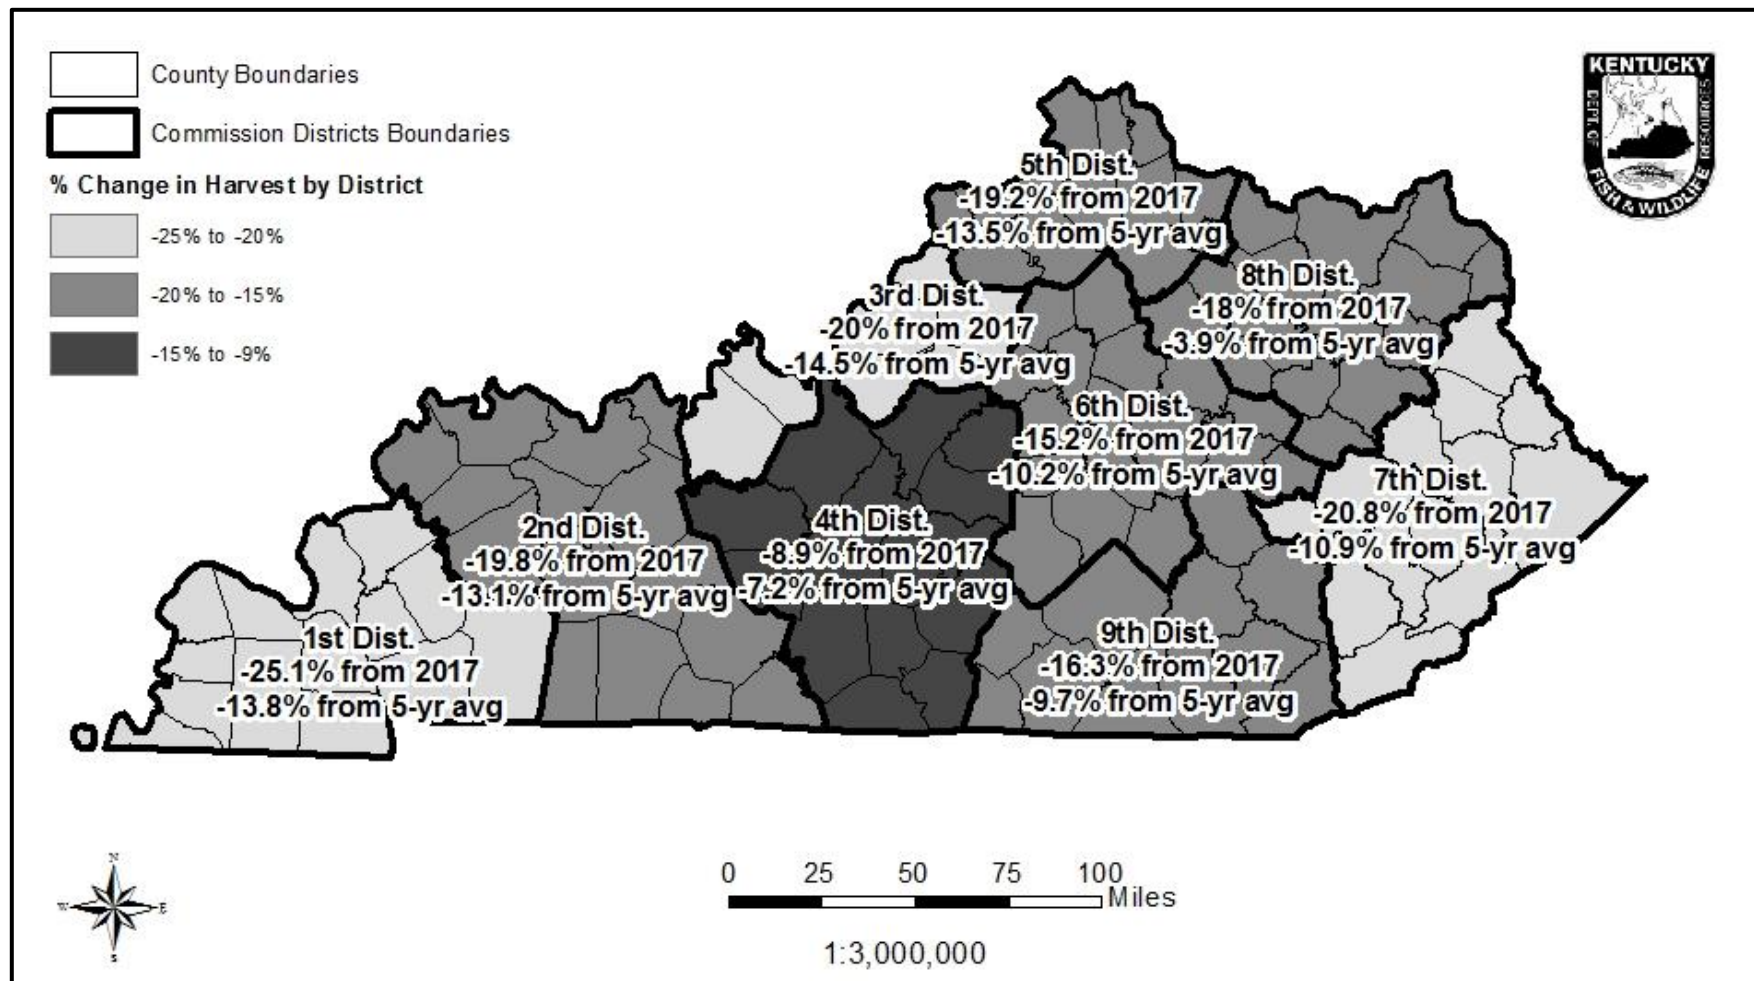 County Boundaries
Commission Districts Boundaries
% Change in Harvest by District
-25% to -20%
-20% to -15%
-15% to -9%
KENTUCKY
DEPT. OF
FISH & WILDLIFE
RESOURCES
5th Dist.
-19.2% from 2017
-13.5% from 5-yr avg
8th Dist.
-18% from 2017
-3.9% from 5-yr avg
3rd Dist.
-20% from 2017
-14.5% from 5-yr avg
6th Dist.
-15.2% from 2017
-10.2% from 5-yr avg
7th Dist.
-20.8% from 2017
-10.9% from 5-yr avg
4th Dist.
-8.9% from 2017
-7.2% from 5-yr avg
2nd Dist.
-19.8% from 2017
-13.1% from 5-yr avg
9th Dist.
-16.3% from 2017
-9.7% from 5-yr avg
1st Dist.
-25.1% from 2017
-13.8% from 5-yr avg
N
W E
S
0 25 50 75 100
Miles
1:3,000,000